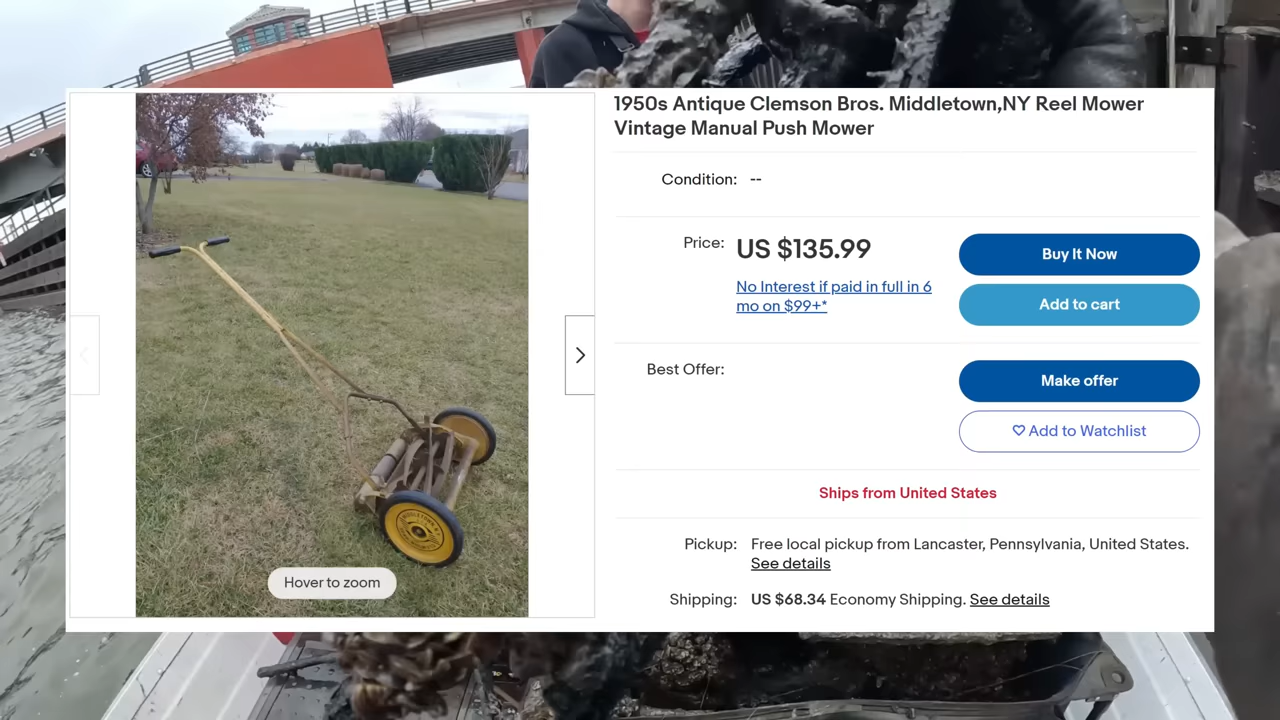 1950s Antique Clemson Bros. Middletown,NY Reel Mower
Vintage Manual Push Mower
Condition: --
Price: US $135.99
Buy It Now
No Interest if paid in full in 6
mo on $99+*
Add to cart
Best Offer:
Make offer
Add to Watchlist
Ships from United States
Pickup: Free local pickup from Lancaster, Pennsylvania, United States.
See details
Shipping: US $68.34 Economy Shipping. See details
Hover to zoom